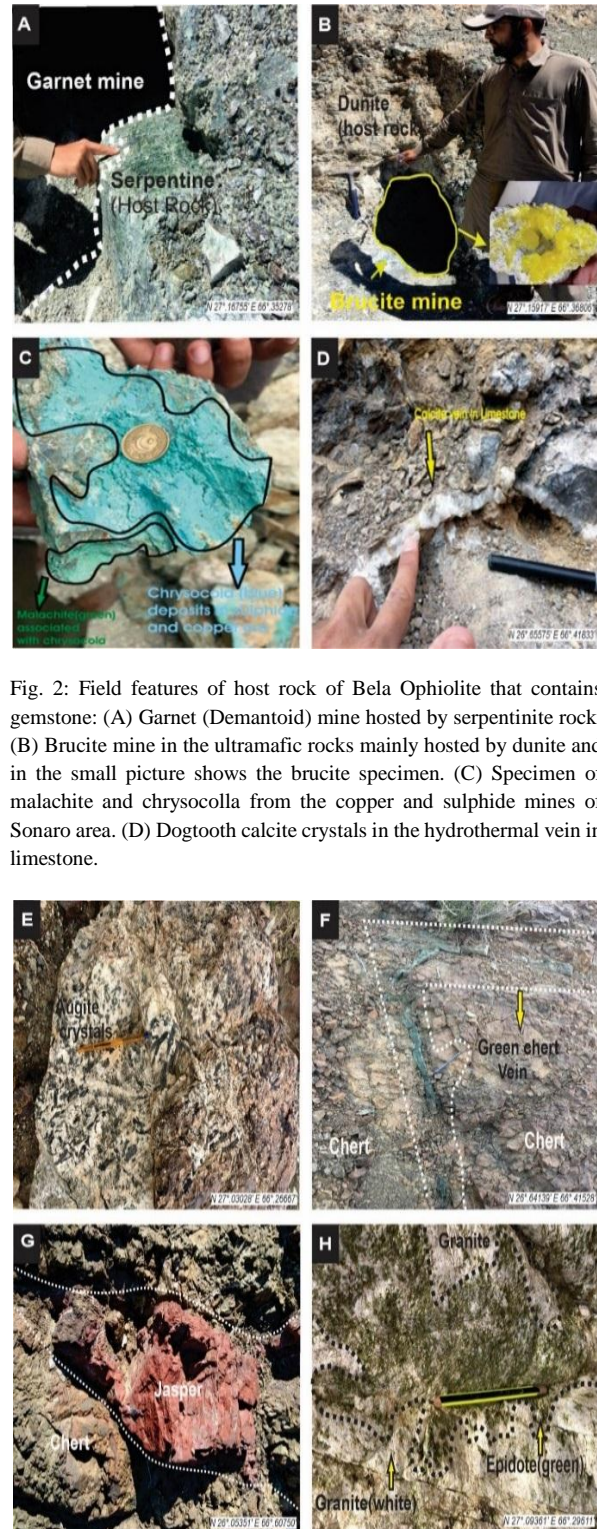 A
Garnet mine
Serpentine
(Host Rock)
N 27°.16755' E 66°.35278'
B
Dunite
(host rock
Brucite mine
N 27°.15917' E 66°.36806'
C
Malachite(green)
associated
with chrysocold
Chrysocola (blue)
deposits
and copper
D
Calcite vein in Limestone
N 26°.65575' E 66°.41833'
Fig. 2: Field features of host rock of Bela Ophiolite that contains
gemstone: (A) Garnet (Demantoid) mine hosted by serpentinite rock
(B) Brucite mine in the ultramafic rocks mainly hosted by dunite and
in the small picture shows the brucite specimen. (C) Specimen of
malachite and chrysocolla from the copper and sulphide mines of
Sonaro area. (D) Dogtooth calcite crystals in the hydrothermal vein in
limestone.
E
Augite
crystals
N 27°.03028' E 66°.26667'
F
Green chert
Vein
Chert
Chert
N 26°.64139' E 66°.41528'
G
Jasper
Chert
N 26°.05351' E 66°.60750'
H
Granite
Epidote(green)
Granite(white)
N 27°.09361' E 66°.29611'